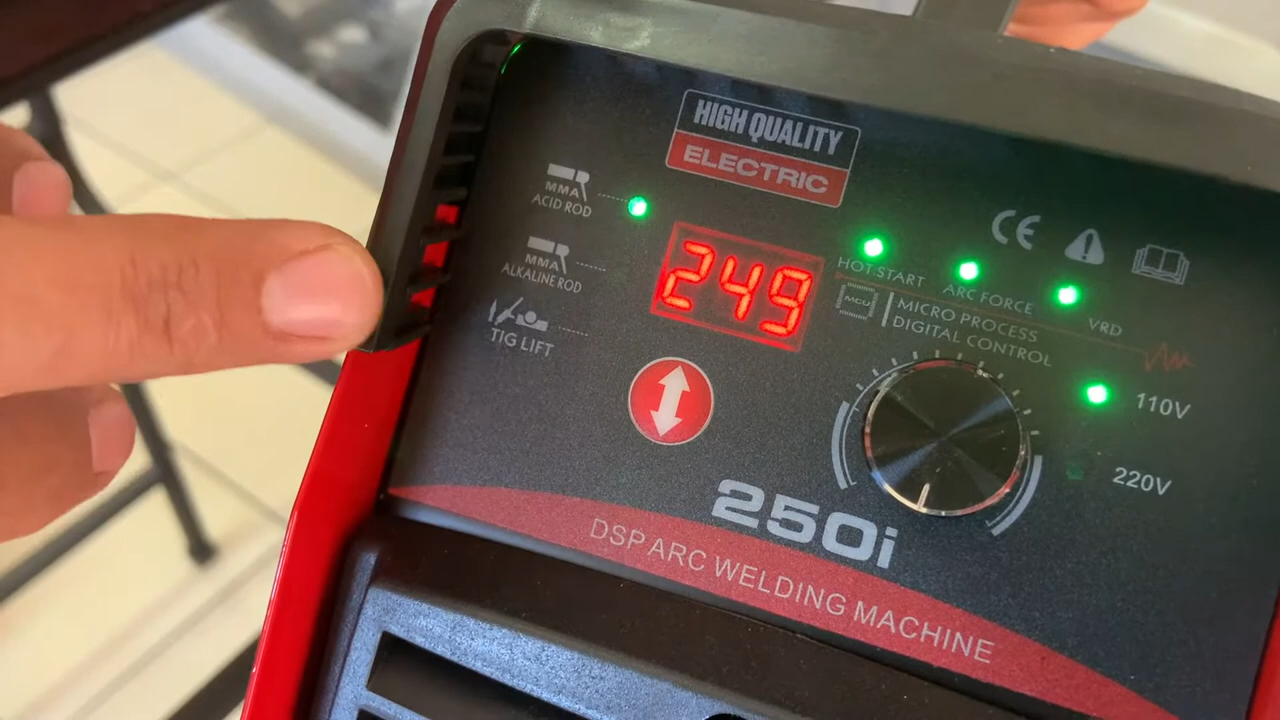 HIGH QUALITY
ELECTRIC
MMA
ACID ROD
MMA
ALKALINE ROD
TIG LIFT
249
HOT START
ARC FORCE
VRD
CE
MCU
MICRO PROCESS
DIGITAL CONTROL
110V
220V
250i
DSP ARC WELDING MACHINE